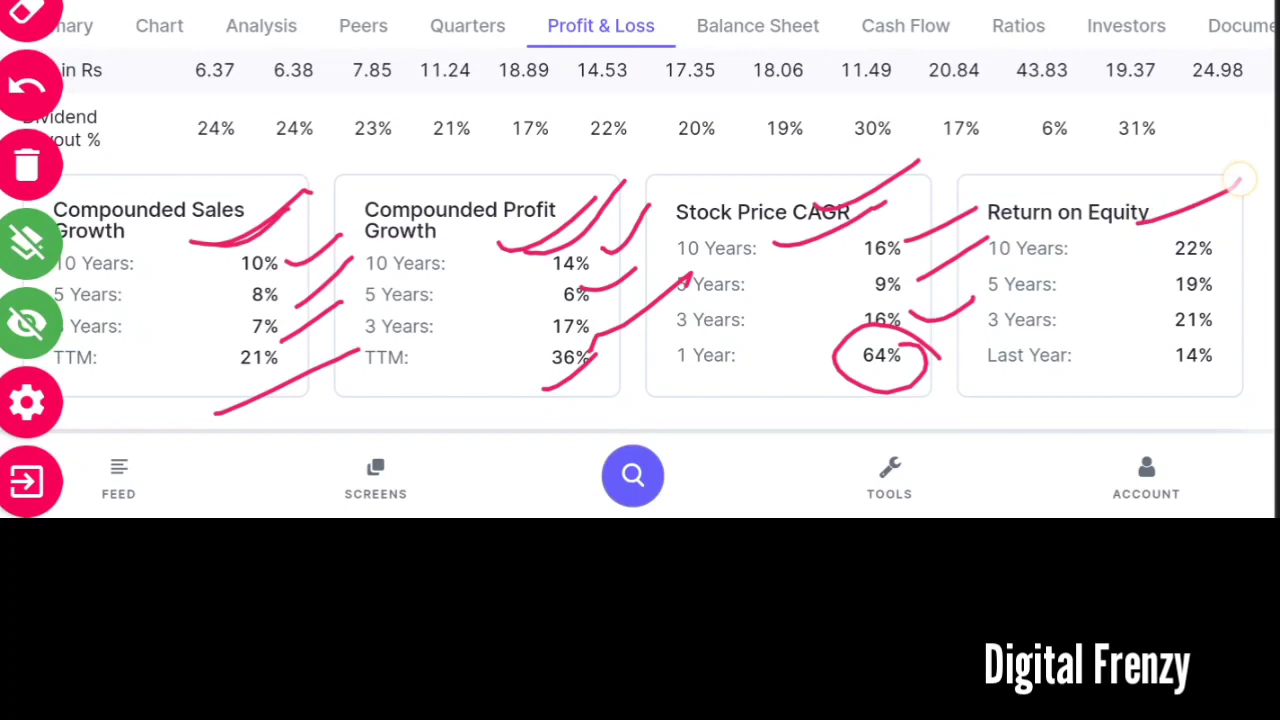 mary Chart Analysis Peers Quarters Profit & Loss Balance Sheet Cash Flow Ratios Investors Docume
in Rs 6.37 6.38 7.85 11.24 18.89 14.53 17.35 18.06 11.49 20.84 43.83 19.37 24.98
Dividend
out % 24% 24% 23% 21% 17% 22% 20% 19% 30% 17% 6% 31%
Compounded Sales
Growth
10 Years: 10%
5 Years: 8%
Years: 7%
TTM: 21%
Compounded Profit
Growth
10 Years: 14%
5 Years: 6%
3 Years: 17%
TTM: 36%
Stock Price CAGR
10 Years: 16%
5 Years: 9%
3 Years: 16%
1 Year: 64%
Return on Equity
10 Years: 22%
5 Years: 19%
3 Years: 21%
Last Year: 14%
FEED SCREENS TOOLS ACCOUNT
Digital Frenzy